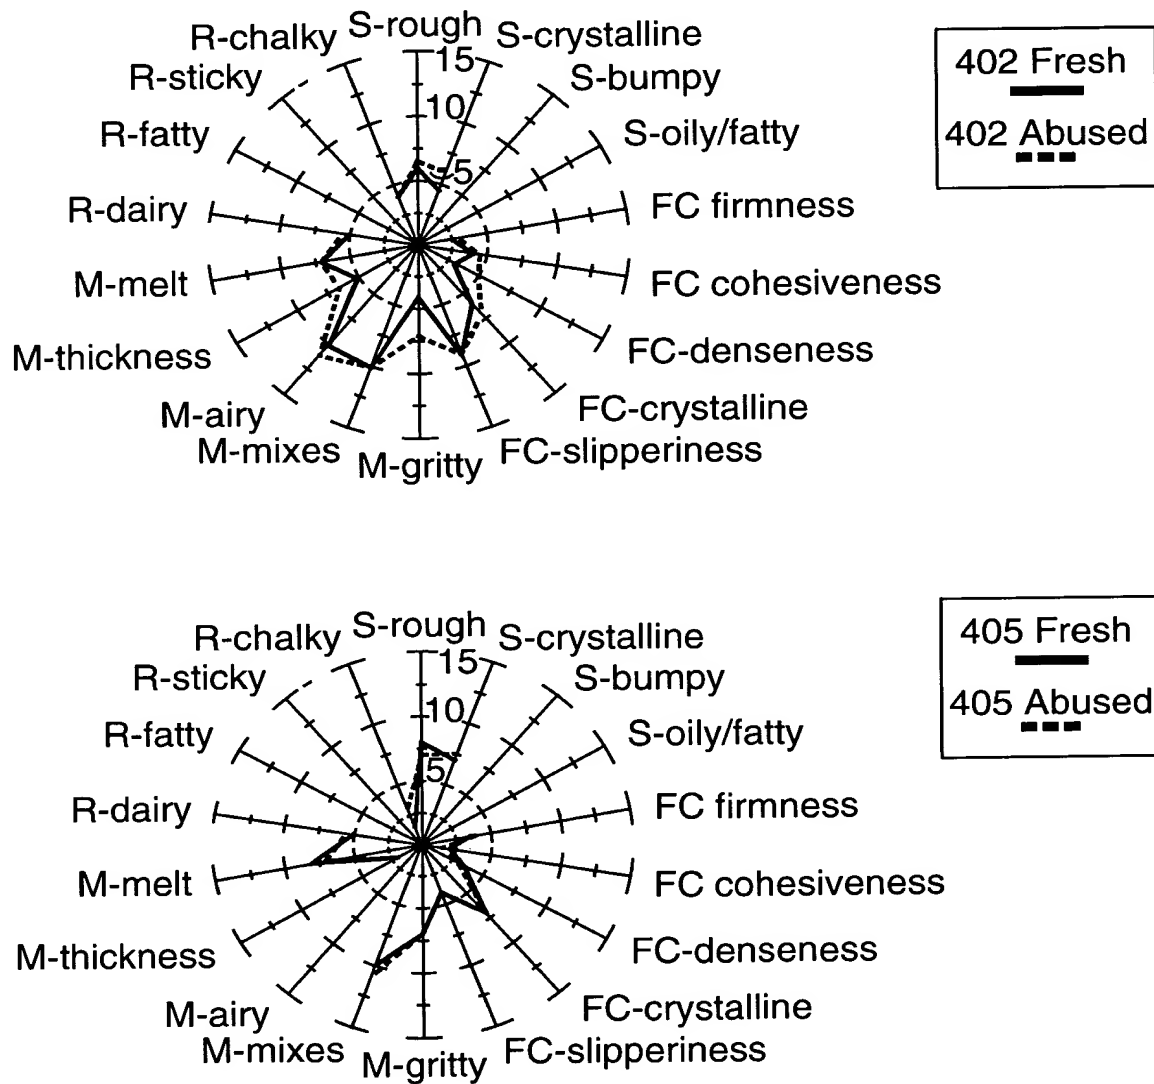 R-chalky S-rough S-crystalline
R-sticky 15 S-bumpy
R-fatty 10 S-oily/fatty
5
R-dairy FC firmness
M-melt FC cohesiveness
M-thickness FC-denseness
M-airy FC-crystalline
M-mixes M-gritty FC-slipperiness
402 Fresh
402 Abused
R-chalky S-rough S-crystalline
R-sticky 15 S-bumpy
R-fatty 10 S-oily/fatty
5
R-dairy FC firmness
M-melt FC cohesiveness
M-thickness FC-denseness
M-airy FC-crystalline
M-mixes M-gritty FC-slipperiness
405 Fresh
405 Abused